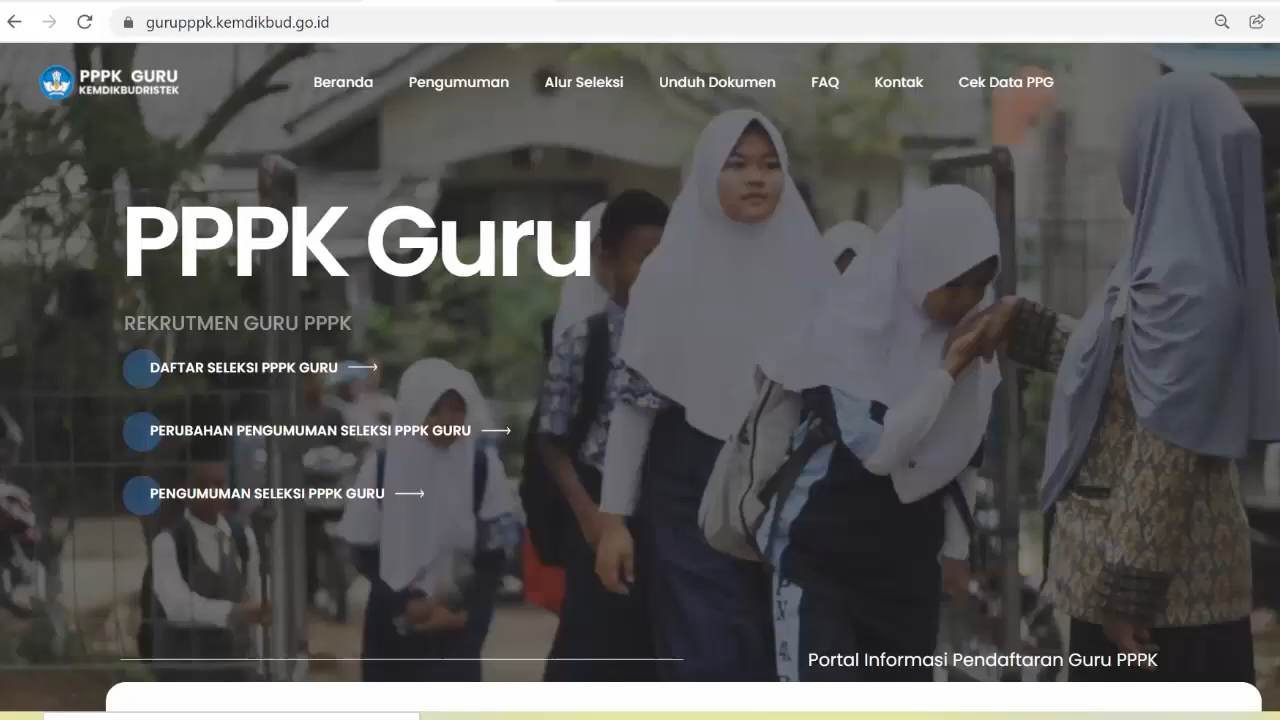 gurupppk.kemdikbud.go.id
PPPK GURU
KEMDIKBUDRISTEK
Beranda
Pengumuman
Alur Seleksi
Unduh Dokumen
FAQ
Kontak
Cek Data PPG
PPPK Guru
REKRUTMEN GURU PPPK
DAFTAR SELEKSI PPPK GURU
PERUBAHAN PENGUMUMAN SELEKSI PPPK GURU
PENGUMUMAN SELEKSI PPPK GURU
Portal Informasi Pendaftaran Guru PPPK